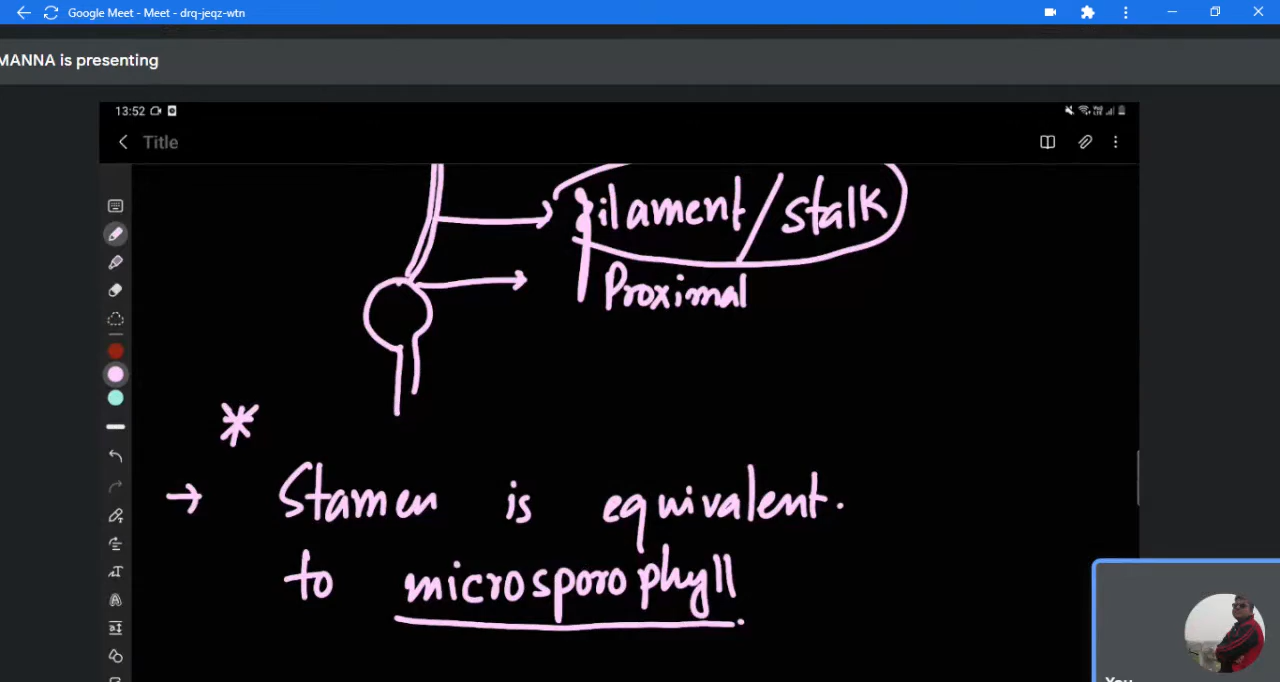 Google Meet - Meet - drq-jeqz-wtn
MANNA is presenting
13:52
Title
Filament/stalk
Proximal
*
→ Stamen is equivalent.
to microsporophyll.
You